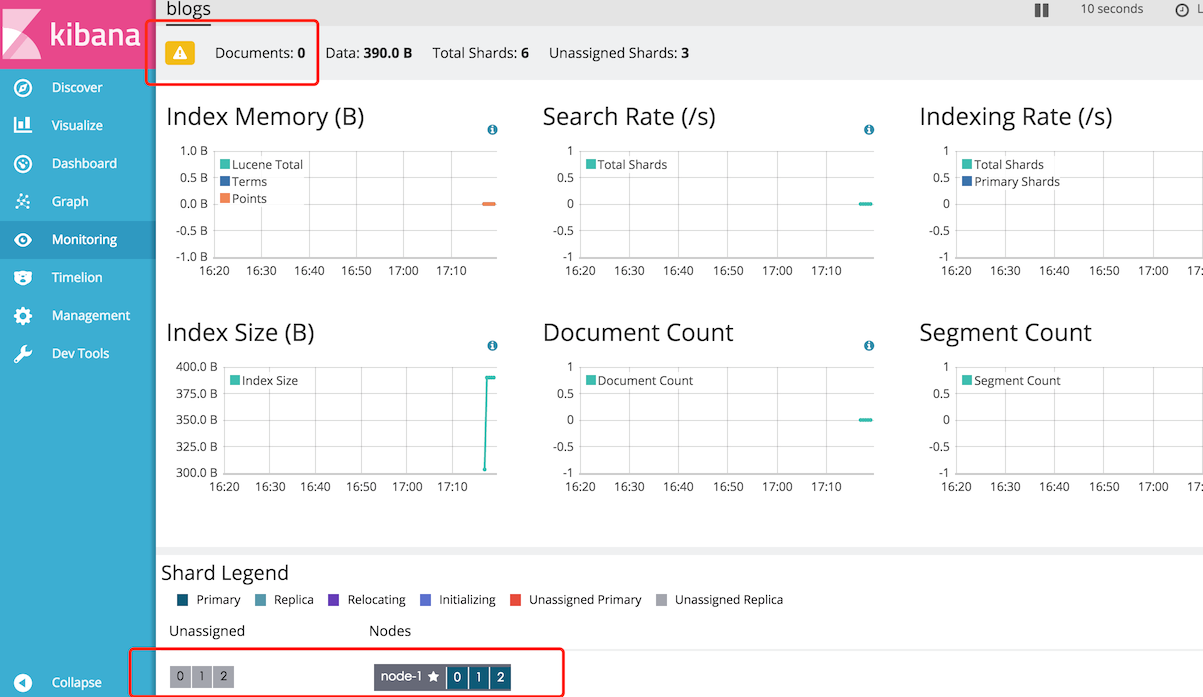 kibana
Discover
Visualize
Dashboard
Graph
Monitoring
Timelion
Management
Dev Tools
Collapse
blogs
10 seconds
L
Documents: 0 Data: 390.0 B Total Shards: 6 Unassigned Shards: 3
Index Memory (B)
1.0 B
0.5 B
0.0 B
-0.5 B
-1.0 B
Lucene Total
Terms
Points
16:20 16:30 16:40 16:50 17:00 17:10
Search Rate (/s)
1
0.5
0
-0.5
-1
Total Shards
16:20 16:30 16:40 16:50 17:00 17:10
Indexing Rate (/s)
1
0.5
0
-0.5
-1
Total Shards
Primary Shards
16:20 16:30 16:40 16:50 17:00 17:
Index Size (B)
400.0 B
375.0 B
350.0 B
325.0 B
300.0 B
Index Size
16:20 16:30 16:40 16:50 17:00 17:10
Document Count
1
0.5
0
-0.5
-1
Document Count
16:20 16:30 16:40 16:50 17:00 17:10
Segment Count
1
0.5
0
-0.5
-1
Segment Count
16:20 16:30 16:40 16:50 17:00 17:
Shard Legend
Primary Replica Relocating Initializing Unassigned Primary Unassigned Replica
Unassigned Nodes
0 1 2 node-1 ★ 0 1 2